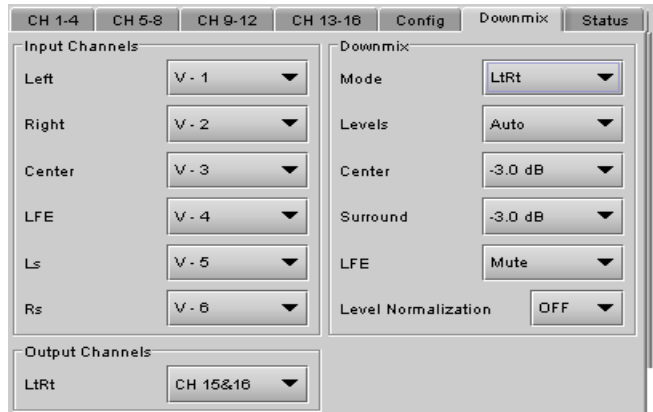 CH 1-4 CH 5-8 CH 9-12 CH 13-16 Config Downmix Status
Input Channels
Left V - 1
Right V - 2
Center V - 3
LFE V - 4
Ls V - 5
Rs V - 6
Downmix
Mode LtRt
Levels Auto
Center -3.0 dB
Surround -3.0 dB
LFE Mute
Level Normalization OFF
Output Channels
LtRt CH 15&16